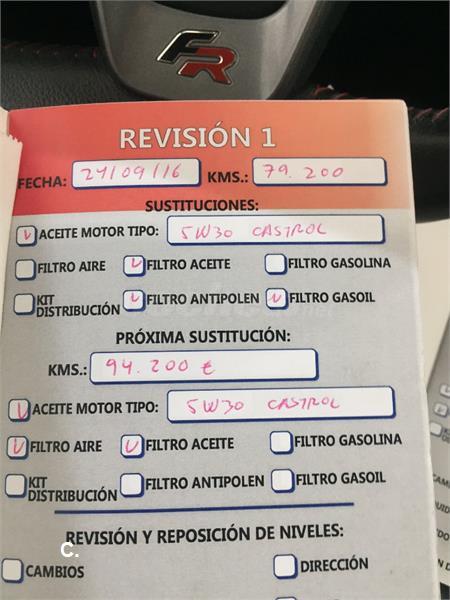 FR
REVISIÓN 1
FECHA: 27/09/16 KMS.: 79.200
SUSTITUCIONES:
ACEITE MOTOR TIPO: 5W30 CASTROL
FILTRO AIRE FILTRO ACEITE FILTRO GASOLINA
KIT DISTRIBUCIÓN FILTRO ANTIPOLEN FILTRO GASOIL
PRÓXIMA SUSTITUCIÓN:
KMS.: 94.200 €
ACEITE MOTOR TIPO: 5W30 CASTROL
FILTRO AIRE FILTRO ACEITE FILTRO GASOLINA
KIT DISTRIBUCIÓN FILTRO ANTIPOLEN FILTRO GASOIL
REVISIÓN Y REPOSICIÓN DE NIVELES:
C.
CAMBIOS DIRECCIÓN